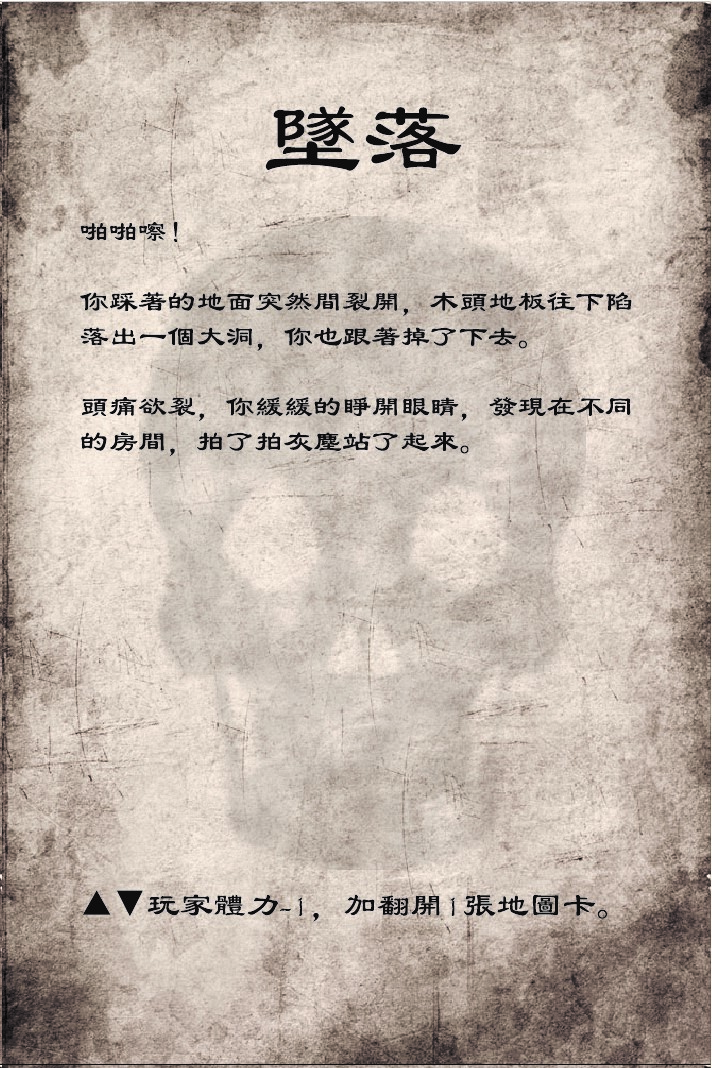 墜落
啪啪嚓！
你踩著的地面突然間裂開，木頭地板往下陷
落出一個大洞，你也跟著掉了下去。
頭痛欲裂，你緩緩的睜開眼睛，發現在不同
的房間，拍了拍灰塵站了起來。
▲▼玩家體力-1，加翻開1張地圖卡。